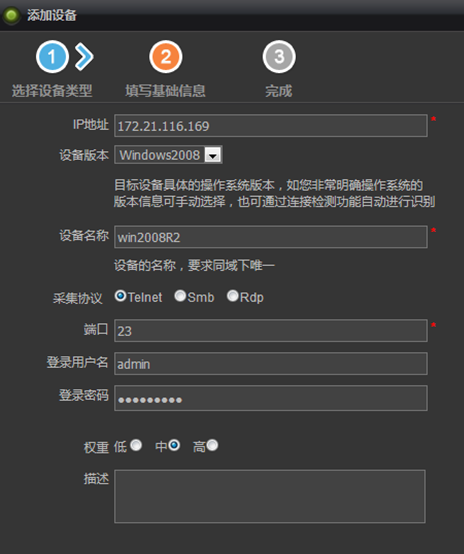 添加设备
1 2 3
选择设备类型 填写基础信息 完成
IP地址 172.21.116.169 *
设备版本 Windows2008
目标设备具体的操作系统版本，如您非常明确操作系统的
版本信息可手动选择，也可通过连接检测功能自动进行识别
设备名称 win2008R2 *
设备的名称，要求同域下唯一
采集协议 Telnet Smb Rdp
端口 23 *
登录用户名 admin
登录密码 ●●●●●●●●●
权重 低 中 高
描述